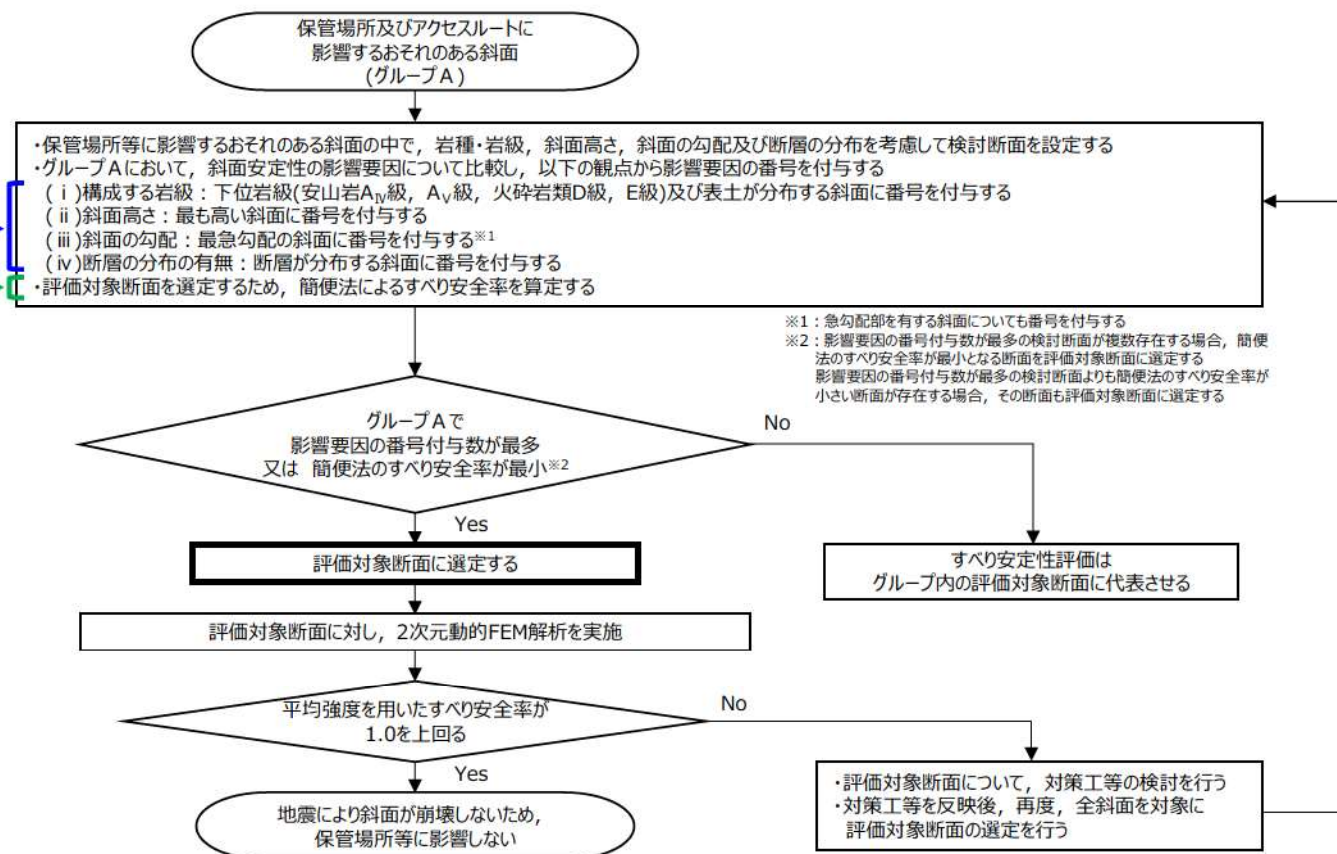 保管場所及びアクセスルートに
影響するおそれのある斜面
(グループA)
・保管場所等に影響するおそれのある斜面の中で，岩種・岩級，斜面高さ，斜面の勾配及び断層の分布を考慮して検討断面を設定する
・グループAにおいて，斜面安定性の影響要因について比較し，以下の観点から影響要因の番号を付与する
(ⅰ)構成する岩級：下位岩級(安山岩AⅣ級，AⅤ級，火砕岩類D級，E級)及び表土が分布する斜面に番号を付与する
(ⅱ)斜面高さ：最も高い斜面に番号を付与する
(ⅲ)斜面の勾配：最急勾配の斜面に番号を付与する※1
(ⅳ)断層の分布の有無：断層が分布する斜面に番号を付与する
・評価対象断面を選定するため，簡便法によるすべり安全率を算定する
※1：急勾配部を有する斜面についても番号を付与する
※2：影響要因の番号付与数が最多の検討断面が複数存在する場合，簡便
法のすべり安全率が最小となる断面を評価対象断面に選定する
影響要因の番号付与数が最多の検討断面よりも簡便法のすべり安全率が
小さい断面が存在する場合，その断面も評価対象断面に選定する
グループAで
影響要因の番号付与数が最多
又は 簡便法のすべり安全率が最小※2
No
Yes
評価対象断面に選定する
すべり安定性評価は
グループ内の評価対象断面に代表させる
評価対象断面に対し，2次元動的FEM解析を実施
平均強度を用いたすべり安全率が
1.0を上回る
No
Yes
・評価対象断面について，対策工等の検討を行う
・対策工等を反映後，再度，全斜面を対象に
評価対象断面の選定を行う
地震により斜面が崩壊しないため，
保管場所等に影響しない